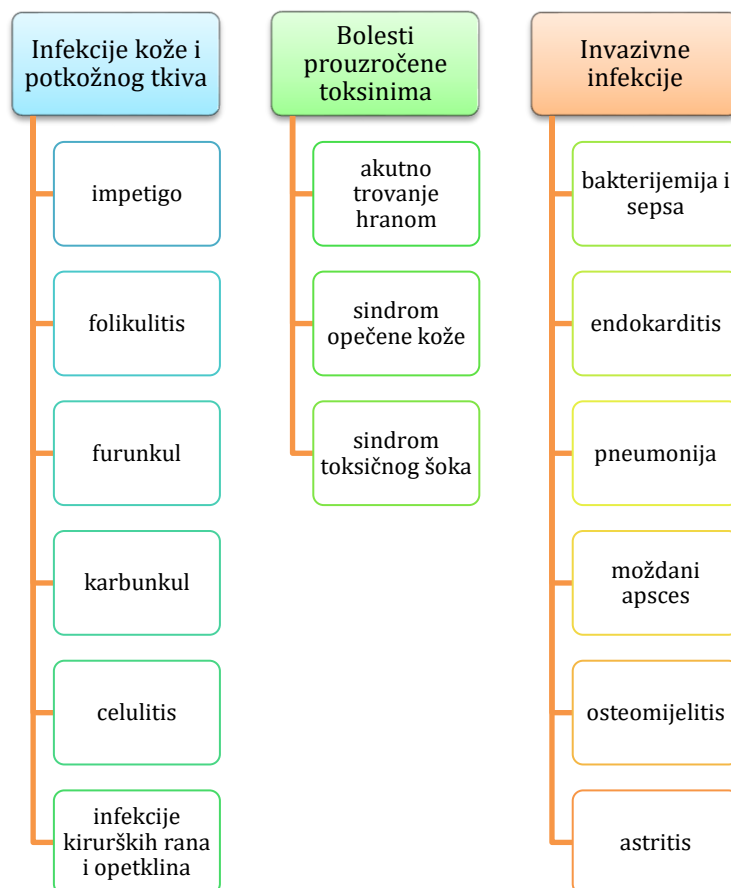 Infekcije kože i
potkožnog tkiva
impetigo
folikulitis
furunkul
karbunkul
celulitis
infekcije
kirurških rana
i opetklina
Bolesti
prouzročene
toksinima
akutno
trovanje
hranom
sindrom
opečene kože
sindrom
toksičnog šoka
Invazivne
infekcije
bakterijemija i
sepsa
endokarditis
pneumonija
moždani
apsces
osteomijelitis
astritis